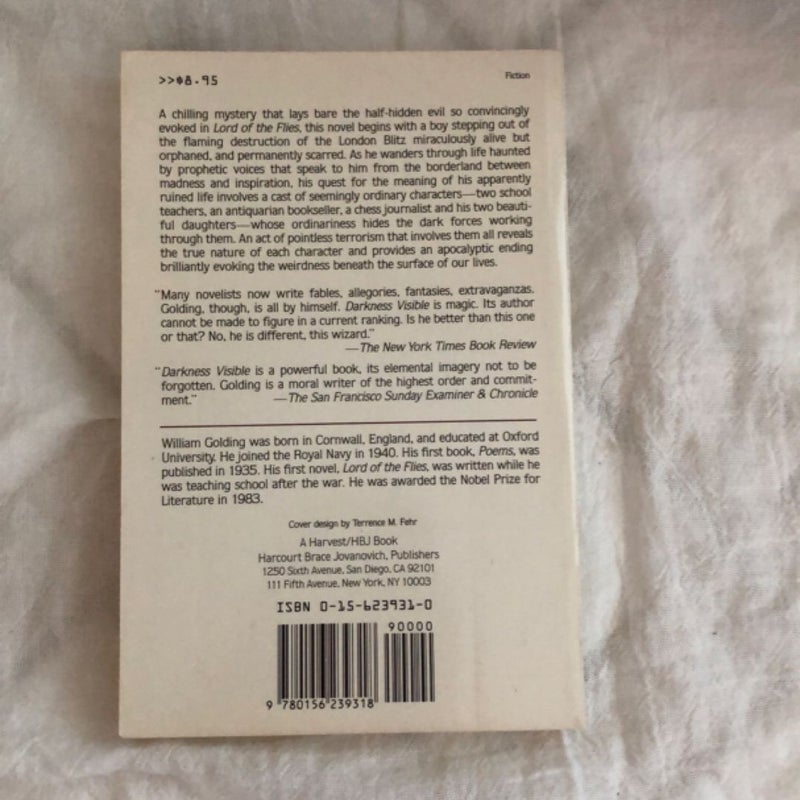 >>$8.95
Fiction
A chilling mystery that lays bare the half-hidden evil so convincingly
evoked in Lord of the Flies, this novel begins with a boy stepping out of
the flaming destruction of the London Blitz miraculously alive but
orphaned, and permanently scarred. As he wanders through life haunted
by prophetic voices that speak to him from the borderland between
madness and inspiration, his quest for the meaning of his apparently
ruined life involves a cast of seemingly ordinary characters—two school
teachers, an antiquarian bookseller, a chess journalist and his two beauti-
ful daughters—whose ordinariness hides the dark forces working
through them. An act of pointless terrorism that involves them all reveals
the true nature of each character and provides an apocalyptic ending
brilliantly evoking the weirdness beneath the surface of our lives.
"Many novelists now write fables, allegories, fantasies, extravaganzas.
Golding, though, is all by himself. Darkness Visible is magic. Its author
cannot be made to figure in a current ranking. Is he better than this one
or that? No, he is different, this wizard."
—The New York Times Book Review
"Darkness Visible is a powerful book, its elemental imagery not to be
forgotten. Golding is a moral writer of the highest order and commit-
ment." —The San Francisco Sunday Examiner & Chronicle
William Golding was born in Cornwall, England, and educated at Oxford
University. He joined the Royal Navy in 1940. His first book, Poems, was
published in 1935. His first novel, Lord of the Flies, was written while he
was teaching school after the war. He was awarded the Nobel Prize for
Literature in 1983.
Cover design by Terrence M. Fehr
A Harvest/HBJ Book
Harcourt Brace Jovanovich, Publishers
1250 Sixth Avenue, San Diego, CA 92101
111 Fifth Avenue, New York, NY 10003
ISBN 0-15-623931-0
90000
9 780156 239318